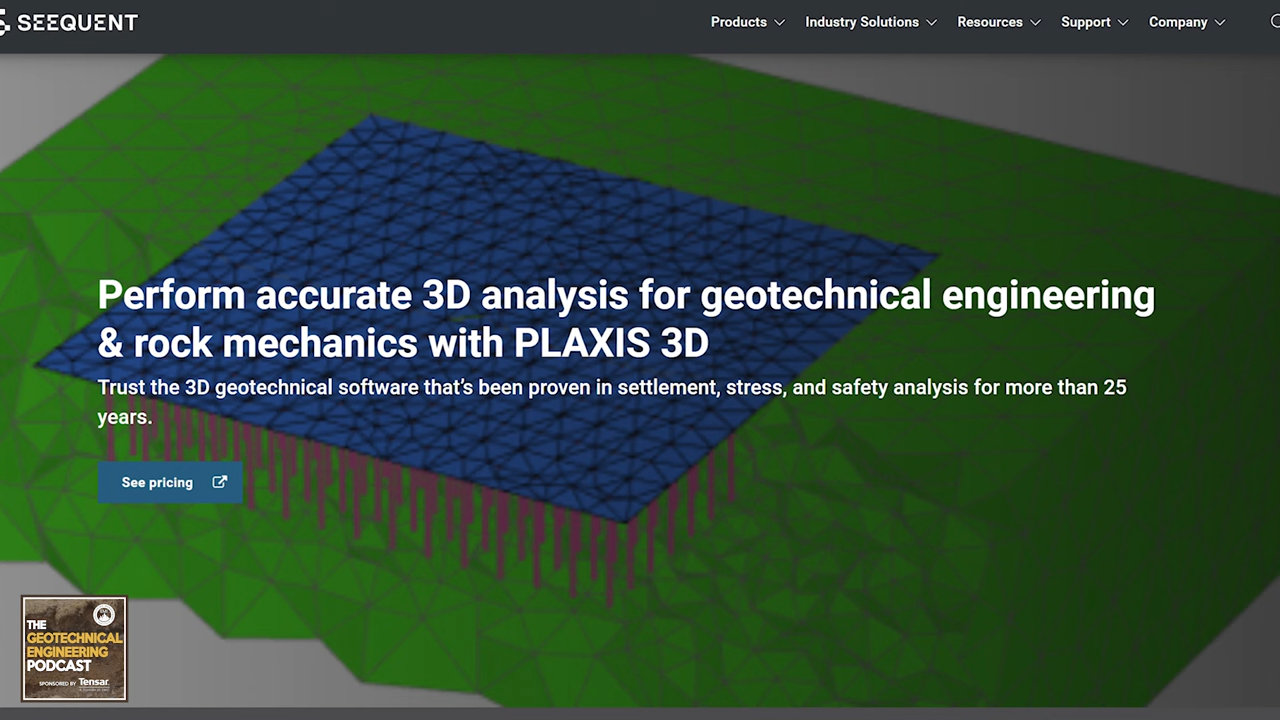 SEEQUENT
Products Industry Solutions Resources Support Company
Perform accurate 3D analysis for geotechnical engineering
& rock mechanics with PLAXIS 3D
Trust the 3D geotechnical software that’s been proven in settlement, stress, and safety analysis for more than 25
years.
See pricing
THE
GEOTECHNICAL
ENGINEERING
PODCAST
SPONSORED BY Tensar